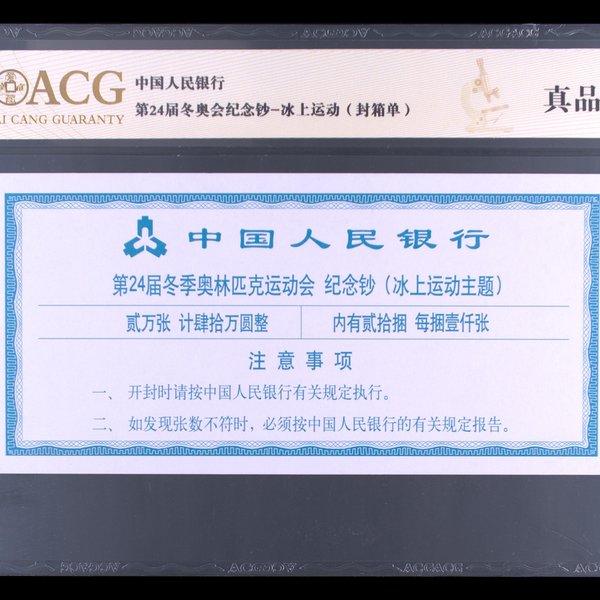 ACG
CANG GUARANTY
中国人民银行
第24届冬奥会纪念钞-冰上运动（封箱单）
真品
中国人民银行
第24届冬季奥林匹克运动会 纪念钞（冰上运动主题）
贰万张 计肆拾万圆整
内有贰拾捆 每捆壹仟张
注意事项
一、 开封时请按中国人民银行有关规定执行。
二、 如发现张数不符时，必须按中国人民银行的有关规定报告。